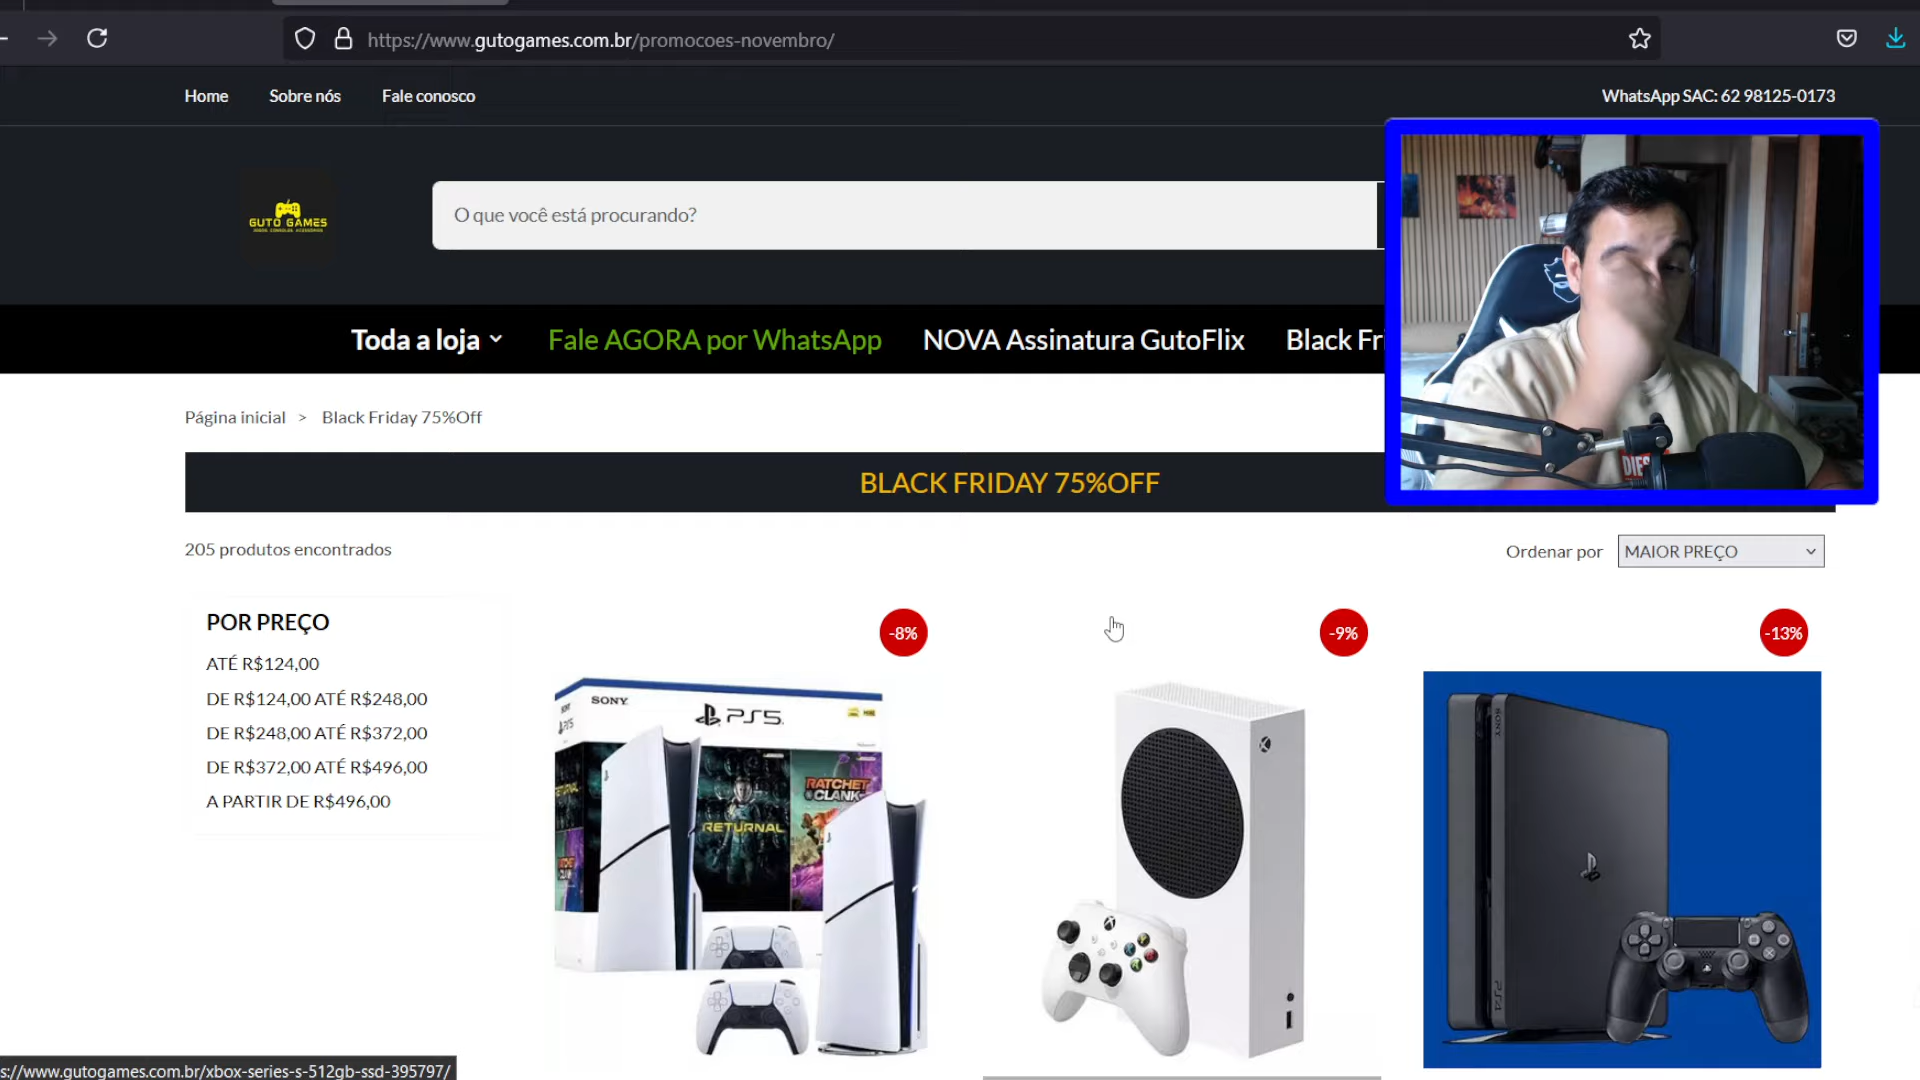 https://www.gutogames.com.br/promocoes-novembro/
Home
Sobre nós
Fale conosco
WhatsApp SAC: 62 98125-0173
GUTO GAMES
O que você está procurando?
Toda a loja
Fale AGORA por WhatsApp
NOVA Assinatura GutoFlix
Black Fri
Página inicial > Black Friday 75%Off
BLACK FRIDAY 75%OFF
205 produtos encontrados
Ordenar por
MAIOR PREÇO
POR PREÇO
ATÉ R$124,00
DE R$124,00 ATÉ R$248,00
DE R$248,00 ATÉ R$372,00
DE R$372,00 ATÉ R$496,00
A PARTIR DE R$496,00
-8%
-9%
-13%
SONY
PS5
RETURNAL
RATCHET
CLANK
SONY
PS4
DIES
s://www.gutogames.com.br/xbox-series-s-512gb-ssd-395797/